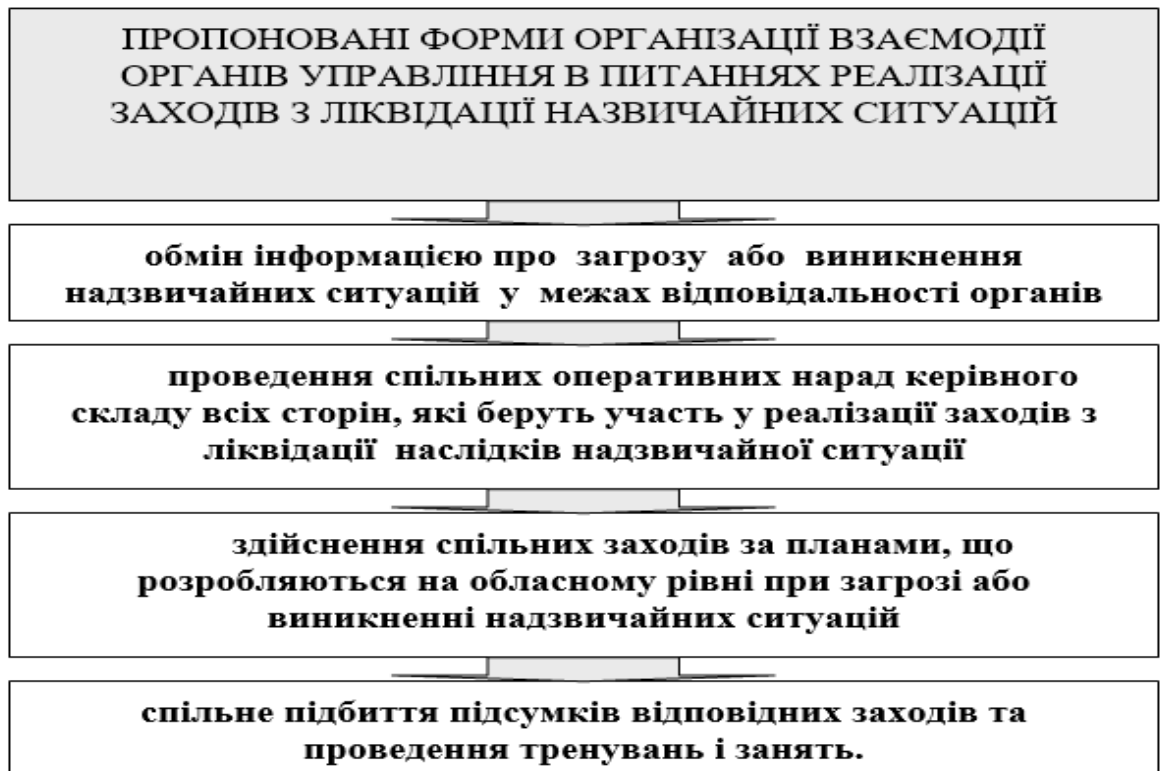 ПРОПОНОВАНІ ФОРМИ ОРГАНІЗАЦІЇ ВЗАЄМОДІЇ
ОРГАНІВ УПРАВЛІННЯ В ПИТАННЯХ РЕАЛІЗАЦІЇ
ЗАХОДІВ З ЛІКВІДАЦІЇ НАЗВИЧАЙНИХ СИТУАЦІЙ
обмін інформацією про загрозу або виникнення
надзвичайних ситуацій у межах відповідальності органів
проведення спільних оперативних нарад керівного
складу всіх сторін, які беруть участь у реалізації заходів з
ліквідації наслідків надзвичайної ситуації
здійснення спільних заходів за планами, що
розробляються на обласному рівні при загрозі або
виникненні надзвичайних ситуацій
спільне підбиття підсумків відповідних заходів та
проведення тренувань і занять.